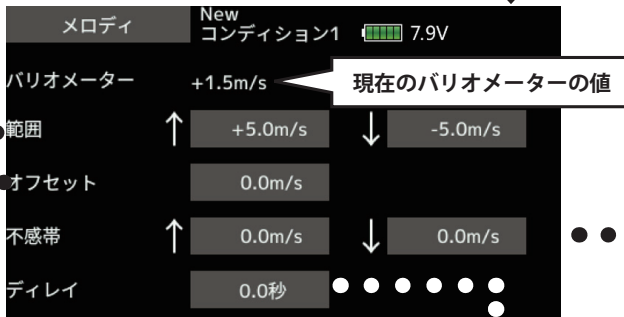 メロディ
New
コンディション1 7.9V
バリオメーター +1.5m/s 現在のバリオメーターの値
範囲 ↑ +5.0m/s ↓ -5.0m/s
オフセット 0.0m/s
不感帯 ↑ 0.0m/s ↓ 0.0m/s
ディレイ 0.0秒